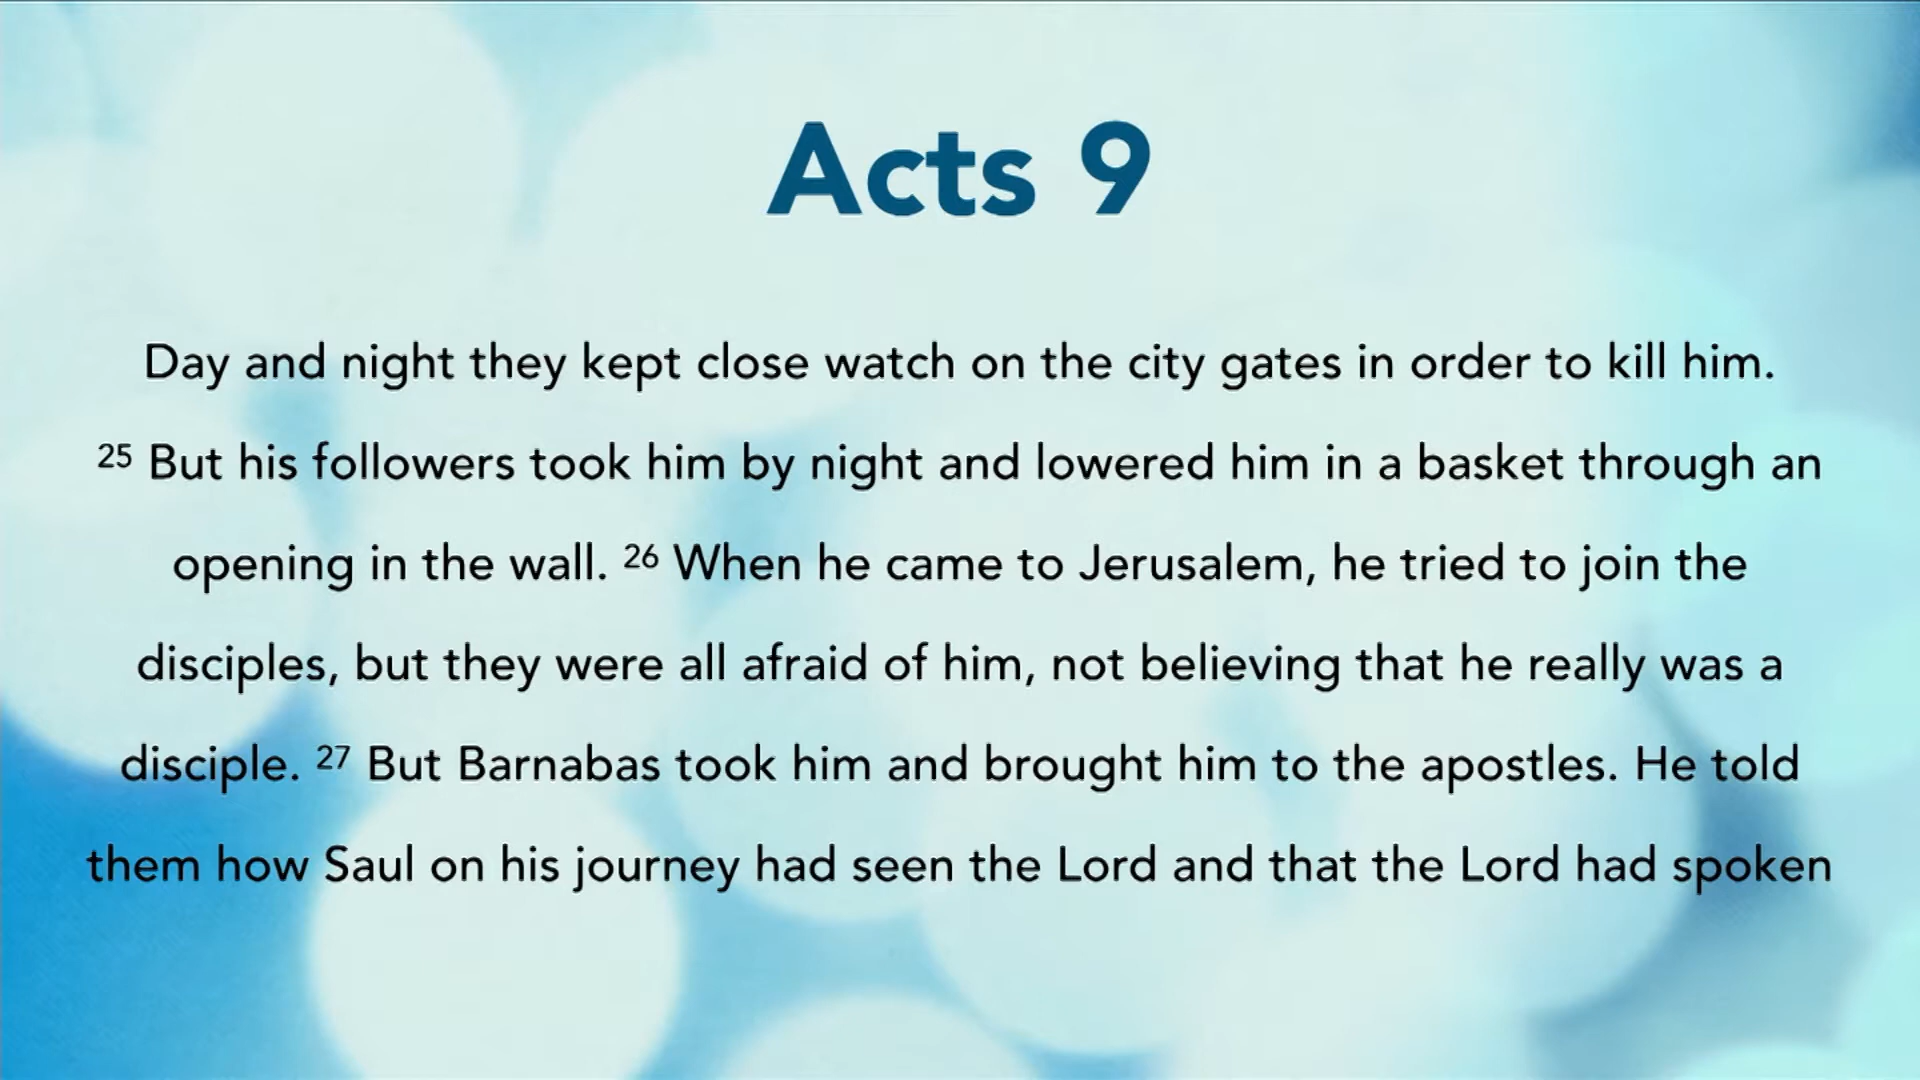 Acts 9
Day and night they kept close watch on the city gates in order to kill him.
25 But his followers took him by night and lowered him in a basket through an
opening in the wall. 26 When he came to Jerusalem, he tried to join the
disciples, but they were all afraid of him, not believing that he really was a
disciple. 27 But Barnabas took him and brought him to the apostles. He told
them how Saul on his journey had seen the Lord and that the Lord had spoken